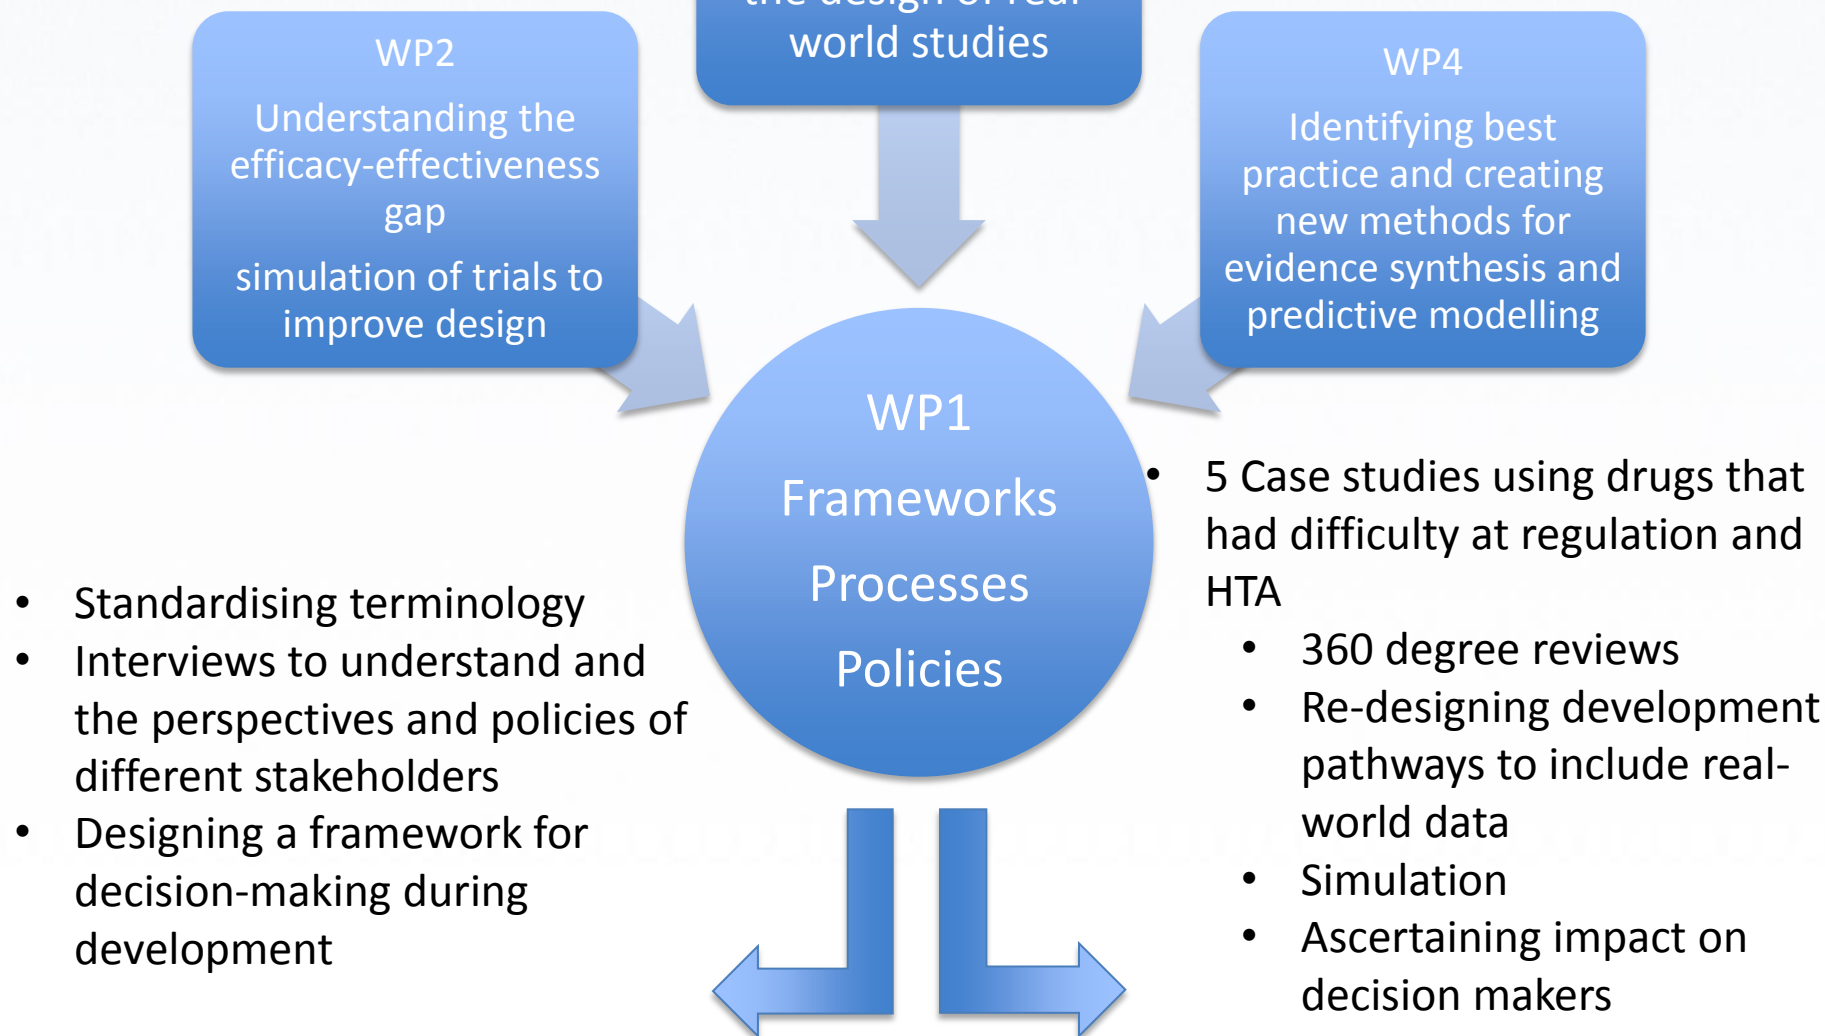 the design of real
world studies
WP2
Understanding the
efficacy-effectiveness
gap
simulation of trials to
improve design
WP4
Identifying best
practice and creating
new methods for
evidence synthesis and
predictive modelling
WP1
Frameworks
Processes
Policies
• Standardising terminology
• Interviews to understand and
the perspectives and policies of
different stakeholders
• Designing a framework for
decision-making during
development
• 5 Case studies using drugs that
had difficulty at regulation and
HTA
• 360 degree reviews
• Re-designing development
pathways to include real-
world data
• Simulation
• Ascertaining impact on
decision makers